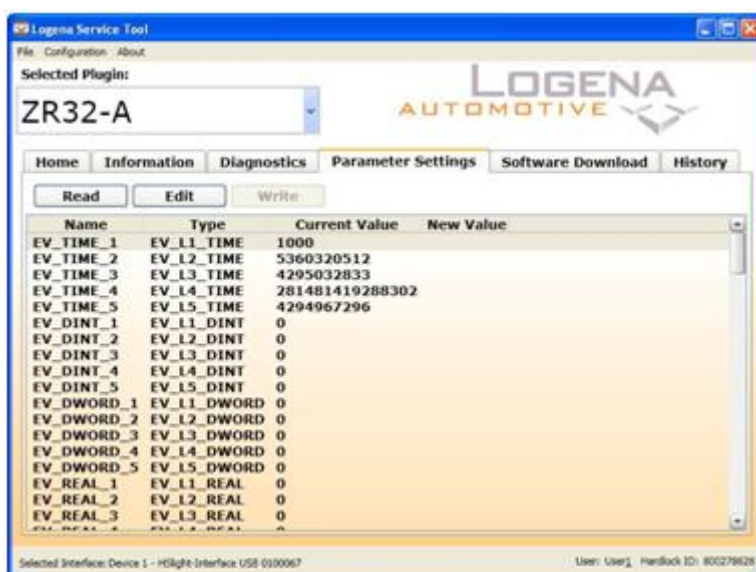 Logena Service Tool
File Configuration About
Selected Plugin:
LOGENA
AUTOMOTIVE
ZR32-A
Home Information Diagnostics Parameter Settings Software Download History
Read Edit Write
Name Type Current Value New Value
EV_TIME_1 EV_L1_TIME 1000
EV_TIME_2 EV_L2_TIME 5360320512
EV_TIME_3 EV_L3_TIME 4295032833
EV_TIME_4 EV_L4_TIME 281481419288302
EV_TIME_5 EV_L5_TIME 4294967296
EV_DINT_1 EV_L1_DINT 0
EV_DINT_2 EV_L2_DINT 0
EV_DINT_3 EV_L3_DINT 0
EV_DINT_4 EV_L4_DINT 0
EV_DINT_5 EV_L5_DINT 0
EV_DWORD_1 EV_L1_DWORD 0
EV_DWORD_2 EV_L2_DWORD 0
EV_DWORD_3 EV_L3_DWORD 0
EV_DWORD_4 EV_L4_DWORD 0
EV_DWORD_5 EV_L5_DWORD 0
EV_REAL_1 EV_L1_REAL 0
EV_REAL_2 EV_L2_REAL 0
EV_REAL_3 EV_L3_REAL 0
Selected Interface: Device 1 - HSlight-Interface USB 0100067
User: User1 Hardlock ID: 800278628